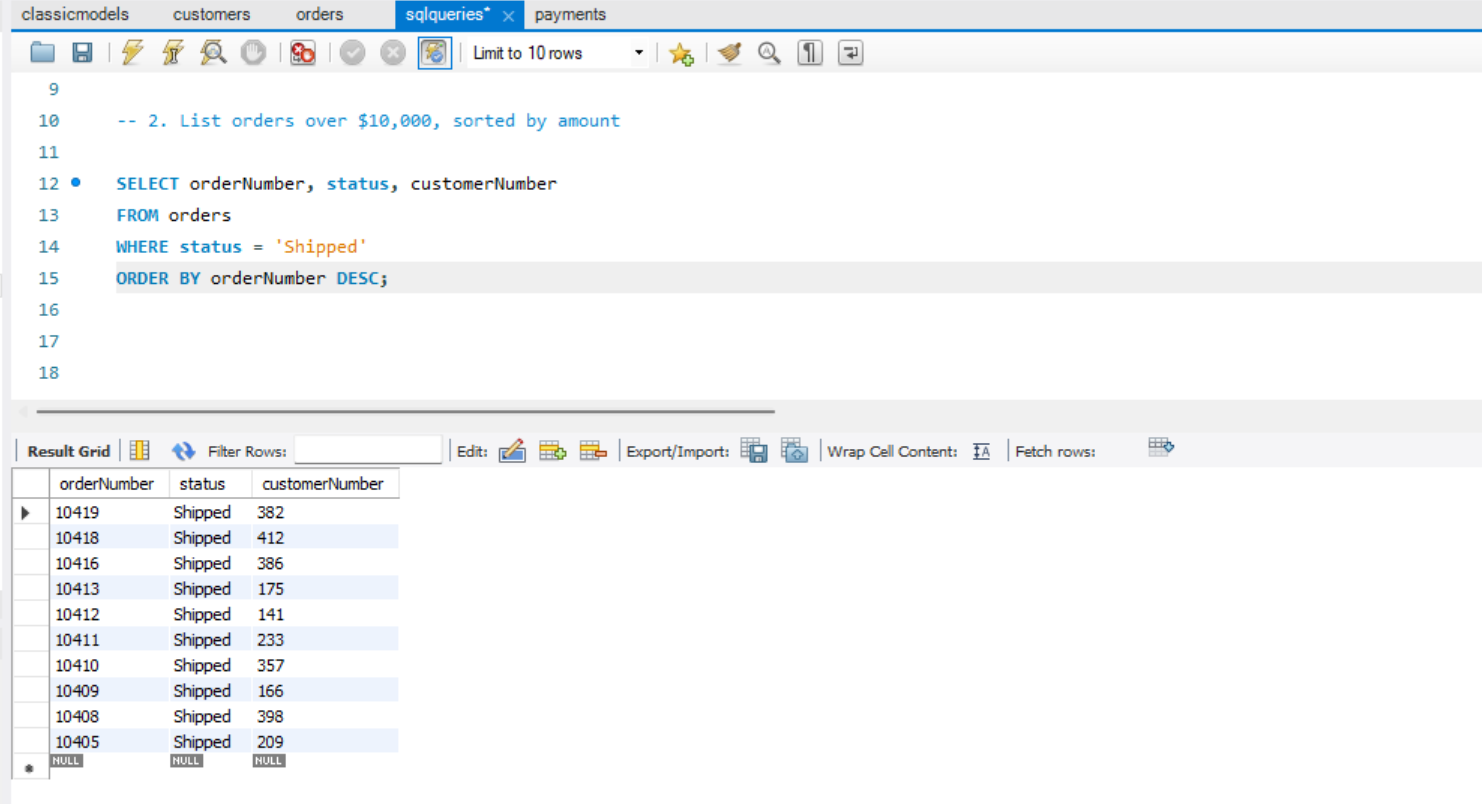 classicmodels customers orders sqlqueries* × payments
Limit to 10 rows
9
10 -- 2. List orders over $10,000, sorted by amount
11
12 SELECT orderNumber, status, customerNumber
13 FROM orders
14 WHERE status = 'Shipped'
15 ORDER BY orderNumber DESC;
16
17
18
Result Grid Filter Rows: Edit: Export/Import: Wrap Cell Content: Fetch rows:
orderNumber status customerNumber
10419 Shipped 382
10418 Shipped 412
10416 Shipped 386
10413 Shipped 175
10412 Shipped 141
10411 Shipped 233
10410 Shipped 357
10409 Shipped 166
10408 Shipped 398
10405 Shipped 209
NULL NULL NULL